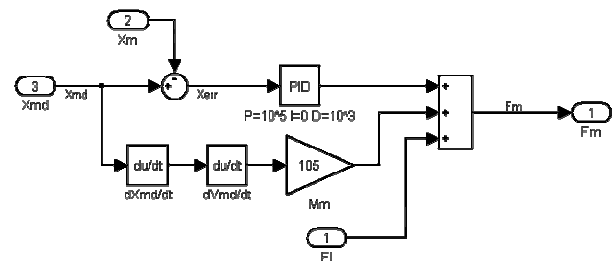 2
Xm
3
Xmd
Xmd
+
-
Xerr
PID
P=10^5 I=0 D=10^3
+
+
+
Fm
1
Fm
du/dt
dXmd/dt
du/dt
dVmd/dt
105
Mm
1